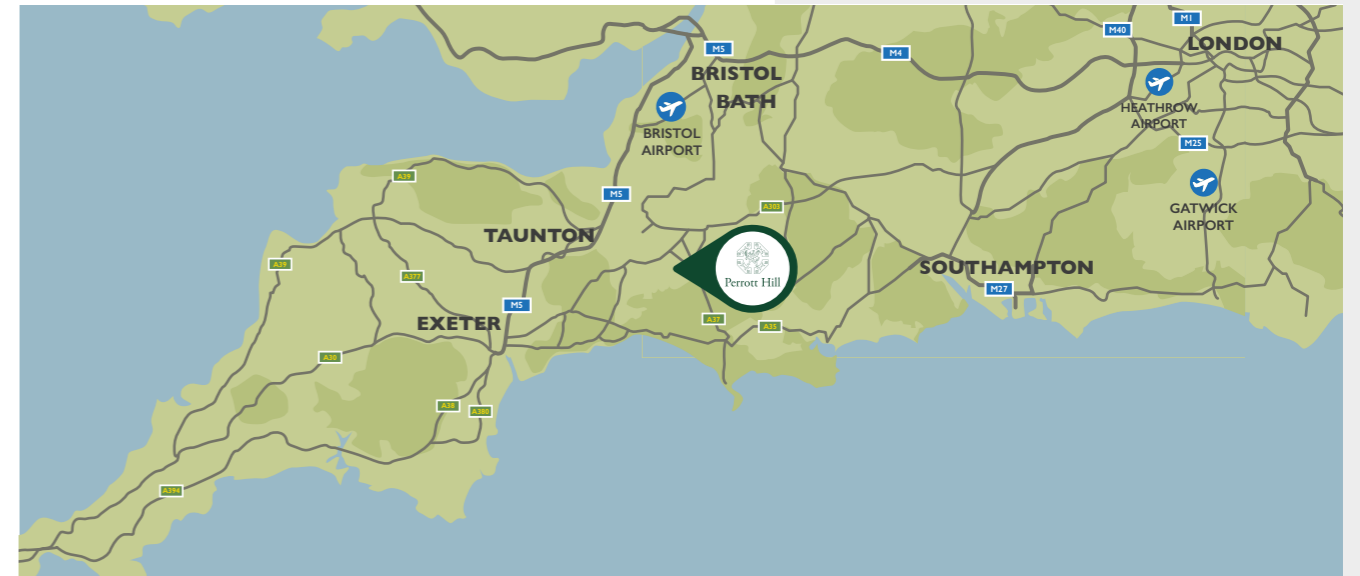 M1
M40
LONDON
M5
M4
BRISTOL
BATH
HEATHROW
AIRPORT
BRISTOL
AIRPORT
M25
A39
M5
GATWICK
AIRPORT
A303
TAUNTON
A39
A377
Perrott Hill
SOUTHAMPTON
M27
M5
EXETER
A37
A35
A30
A38
A380
A394